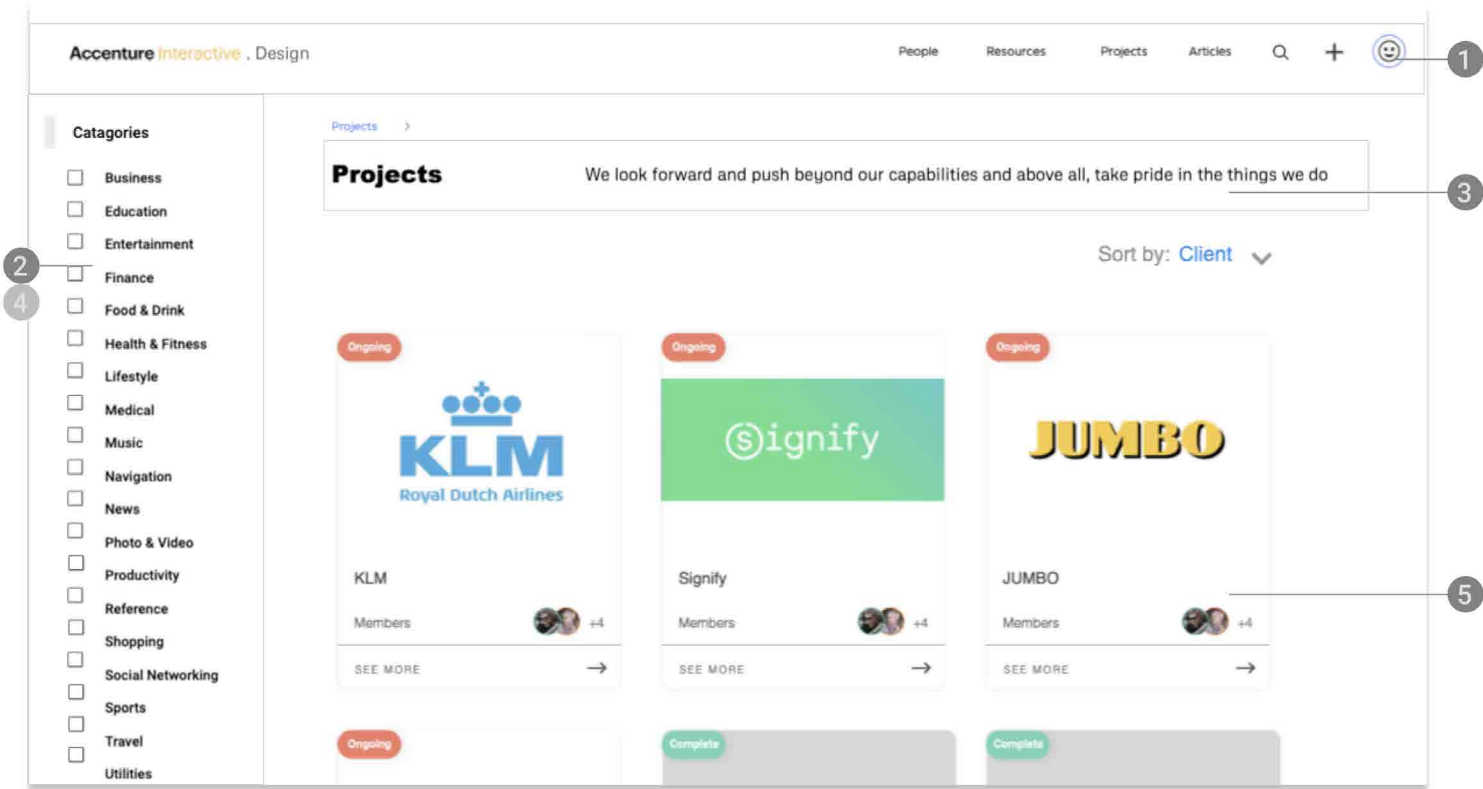 Accenture Interactive . Design
People Resources Projects Articles
1
Catagories
Business
Education
Entertainment
Finance
Food & Drink
Health & Fitness
Lifestyle
Medical
Music
Navigation
News
Photo & Video
Productivity
Reference
Shopping
Social Networking
Sports
Travel
Utilities
2
4
Projects >
Projects We look forward and push beyond our capabilities and above all, take pride in the things we do
3
Sort by: Client
Ongoing
KLM
Royal Dutch Airlines
KLM
Members +4
SEE MORE
Ongoing
signify
Signify
Members +4
SEE MORE
Ongoing
JUMBO
JUMBO
Members +4
SEE MORE
5
Ongoing
Complete
Complete